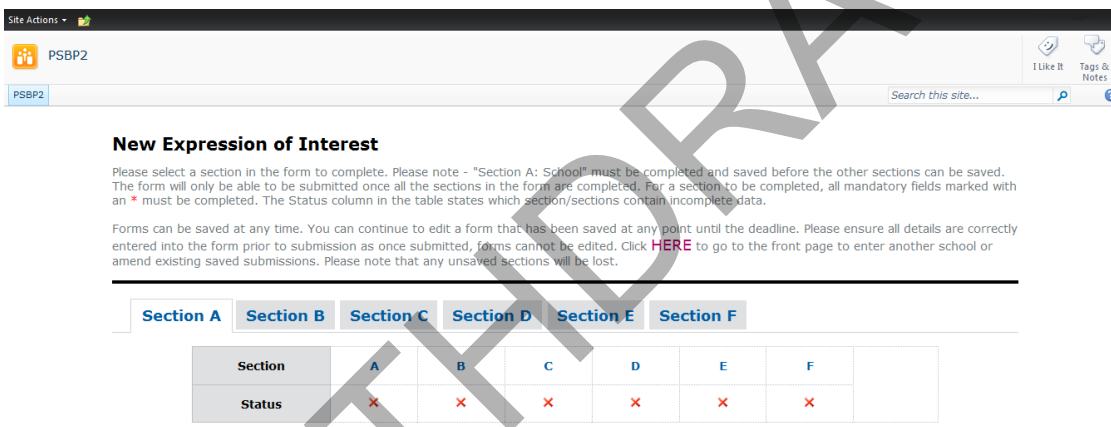 Site Actions
PSBP2
I Like It
Tags &
Notes
PSBP2
Search this site...
New Expression of Interest
Please select a section in the form to complete. Please note - "Section A: School" must be completed and saved before the other sections can be saved.
The form will only be able to be submitted once all the sections in the form are completed. For a section to be completed, all mandatory fields marked with
an * must be completed. The Status column in the table states which section/sections contain incomplete data.
Forms can be saved at any time. You can continue to edit a form that has been saved at any point until the deadline. Please ensure all details are correctly
entered into the form prior to submission as once submitted, forms cannot be edited. Click HERE to go to the front page to enter another school or
amend existing saved submissions. Please note that any unsaved sections will be lost.
Section A Section B Section C Section D Section E Section F
Section A B C D E F
Status
THDRA